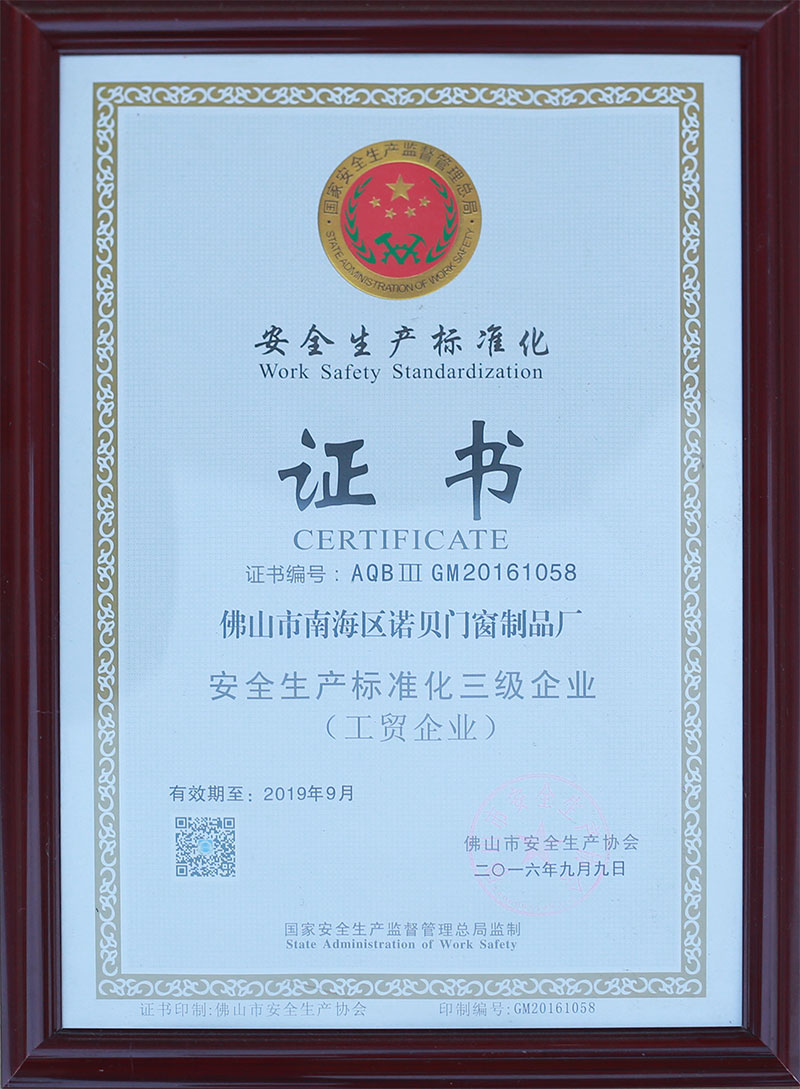 ·国家安全生产监督管理总局·
STATE ADMINISTRATION OF WORK SAFETY
安全生产标准化
Work Safety Standardization
证书
CERTIFICATE
证书编号：AQBⅢGM20161058
佛山市南海区诺贝门窗制品厂
安全生产标准化三级企业
（工贸企业）
有效期至：2019年9月
佛山市安全生产协会
二〇一六年九月九日
国家安全生产监督管理总局监制
State Administration of Work Safety
证书印制:佛山市安全生产协会
印制编号:GM20161058